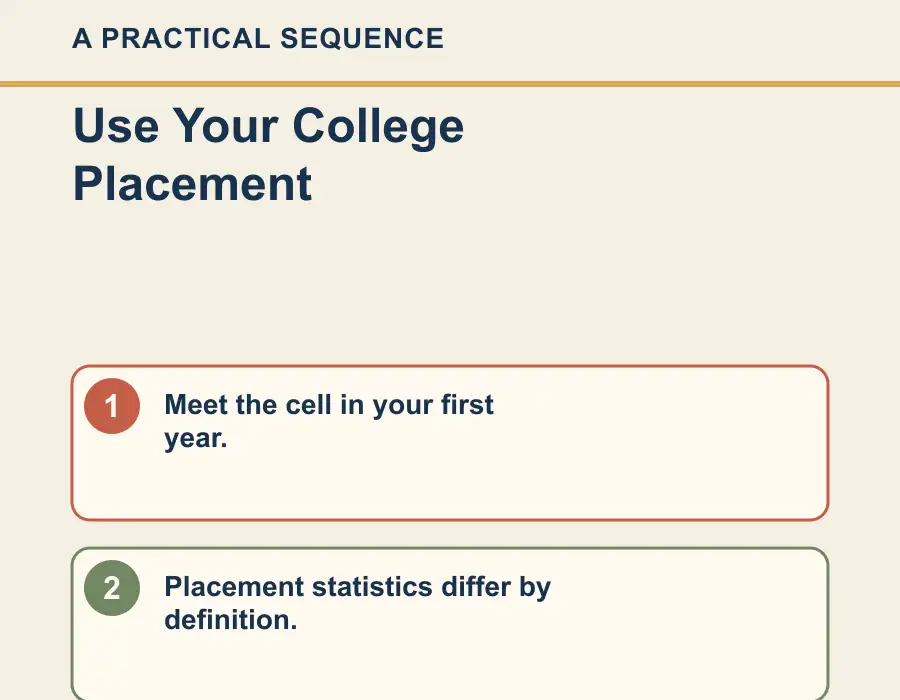 A PRACTICAL SEQUENCE
Use Your College
Placement
1
Meet the cell in your first
year.
2
Placement statistics differ by
definition.